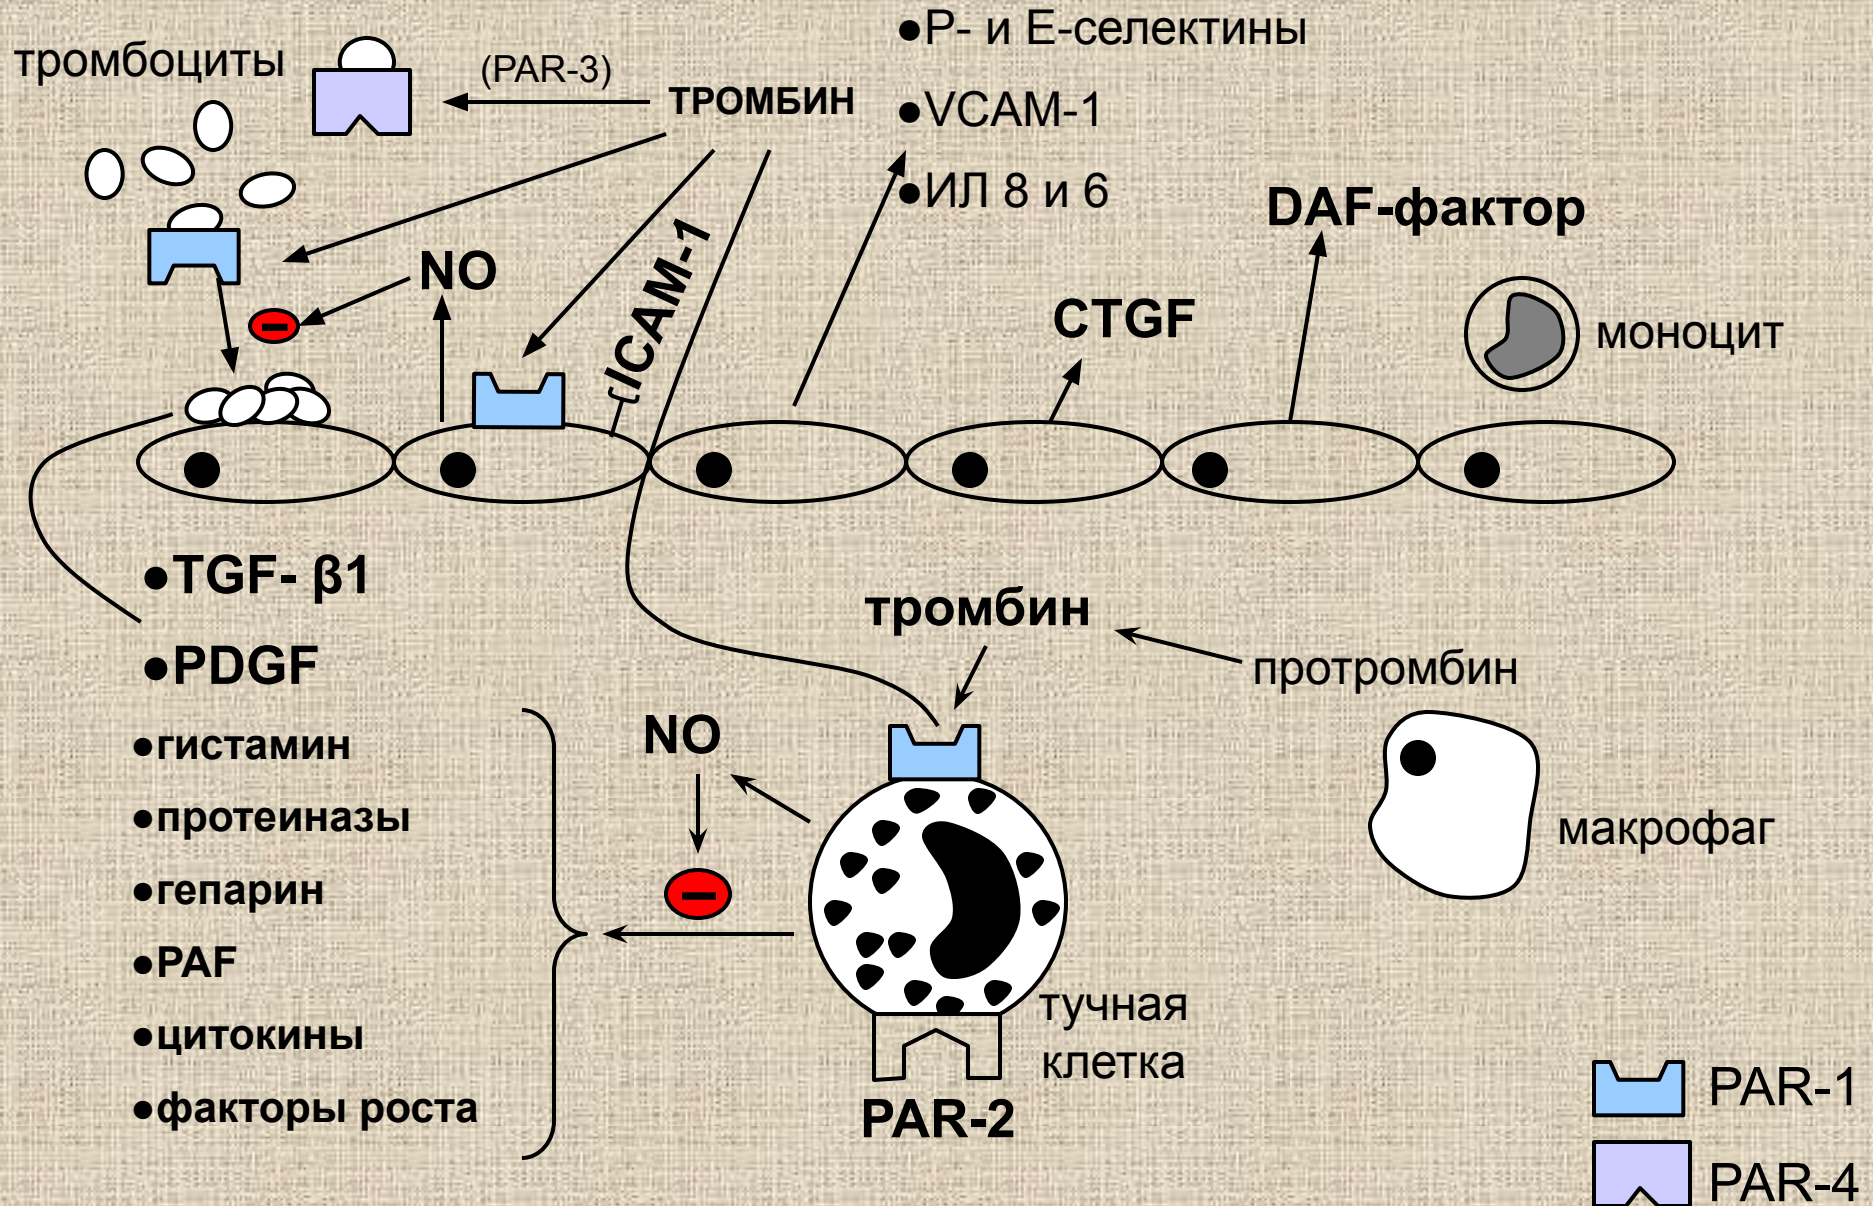 ●Р- и Е-селектины
тромбоциты
(PAR-3)
ТРОМБИН
●VCAM-1
●ИЛ 8 и 6
DAF-фактор
NO
ICAM-1
CTGF
моноцит
●TGF- β1
тромбин
●PDGF
протромбин
NO
●гистамин
●протеиназы
макрофаг
●гепарин
●PAF
тучная
клетка
●цитокины
●факторы роста
PAR-2
PAR-1
PAR-4